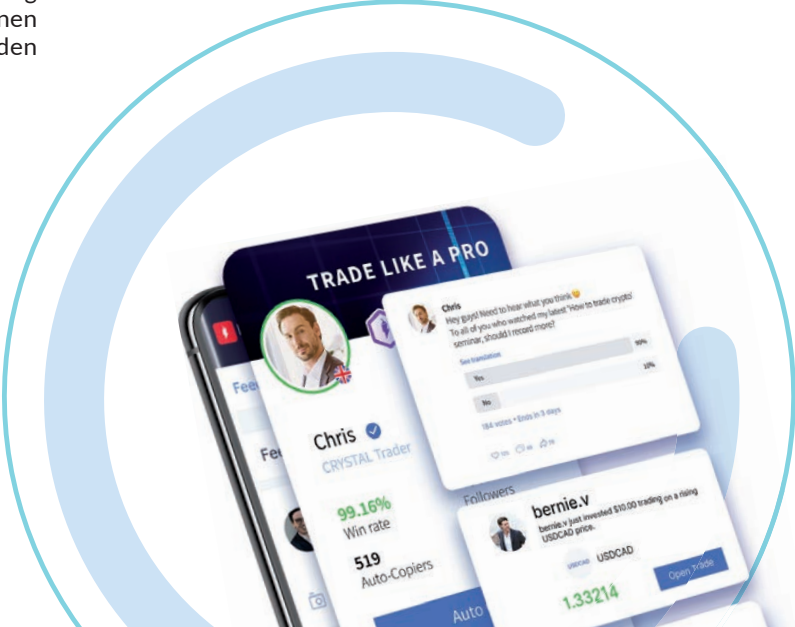 nen
den
TRADE LIKE A PRO
Chris
Hey guys! Need to hear what you think
To all of you who watched my latest 'How to trade crypto'
seminar, should I record more?
See translation
Yes
90%
No
10%
184 votes • Ends in 3 days
Chris
CRYSTAL Trader
99.16%
Win rate
519
Auto-Copiers
Auto
Followers
bernie.v
bernie.v just invested $10.00 trading on a rising
USDCAD price.
USDCAD USDCAD
1.33214
Open Trade